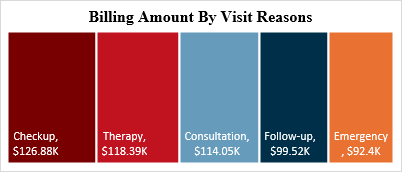 Billing Amount By Visit Reasons
Checkup,
$126.88K
Therapy,
$118.39K
Consultation,
$114.05K
Follow-up,
$99.52K
Emergency
, $92.4K